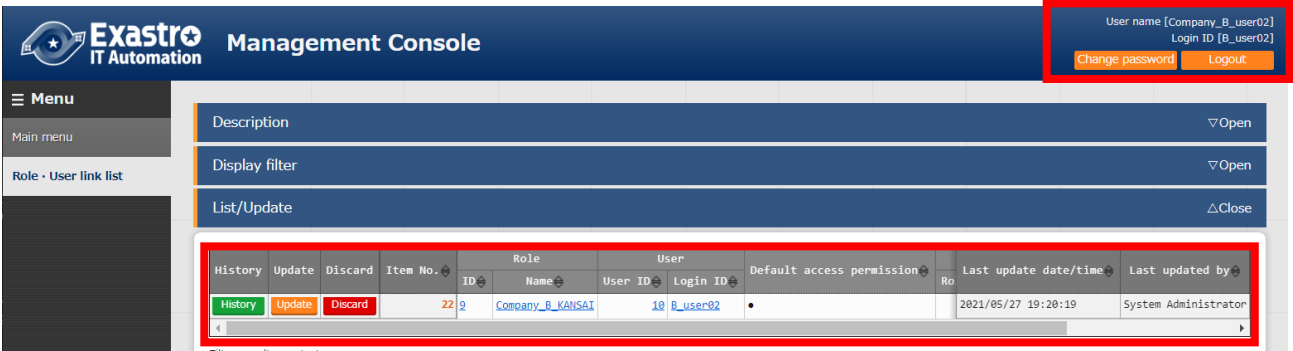 Exastro
IT Automation
Management Console
User name [Company_B_user02]
Login ID [B_user02]
Change password Logout
Menu
Main menu
Role・User link list
Description ▽Open
Display filter ▽Open
List/Update △Close
History Update Discard Item No. Role User Default access permission Ro Last update date/time Last updated by
ID Name User ID Login ID
History Update Discard 22 9 Company_B_KANSAI 10 B_user02 ● 2021/05/27 19:20:19 System Administrator